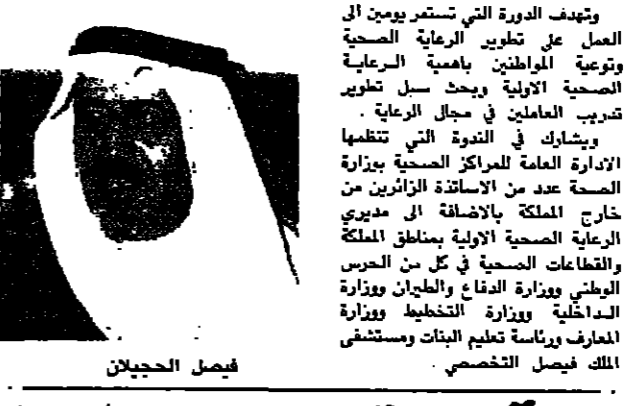 وتهدف الدورة التي تستمر يومين الى
العمل على تطوير الرعاية الصحية
وتوعية المواطنين باهمية الرعاية
الصحية الاولية وبحث سبل تطوير
تدريب العاملين في مجال الرعاية .
ويشارك في الندوة التي تنظمها
الادارة العامة للمراكز الصحية بوزارة
الصحة عدد من الاساتذة الزائرين من
خارج المملكة بالاضافة الى مديري
الرعاية الصحية الاولية بمناطق المملكة
والقطاعات الصحية في كل من الحرس
الوطني ووزارة الدفاع والطيران ووزارة
الداخلية ووزارة التخطيط ووزارة
المعارف ورئاسة تعليم البنات ومستشفى
الملك فيصل التخصصي .
فيصل الحجيلان